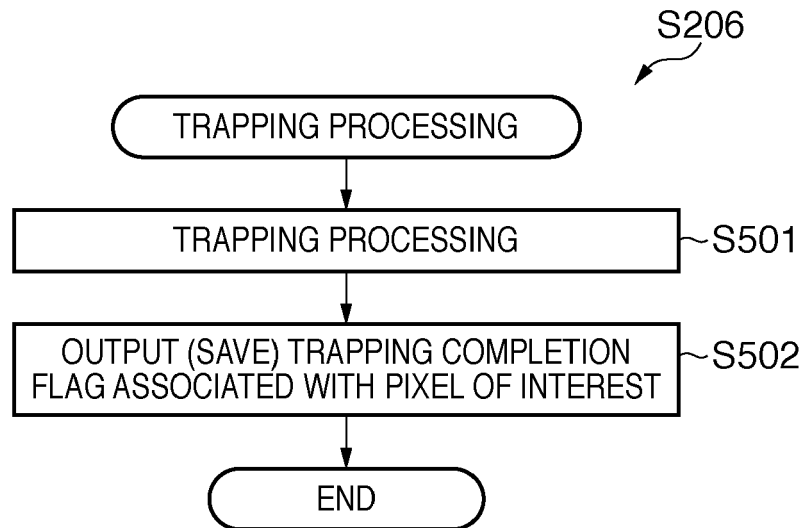 S206
TRAPPING PROCESSING
TRAPPING PROCESSING
S501
OUTPUT (SAVE) TRAPPING COMPLETION
FLAG ASSOCIATED WITH PIXEL OF INTEREST
S502
END